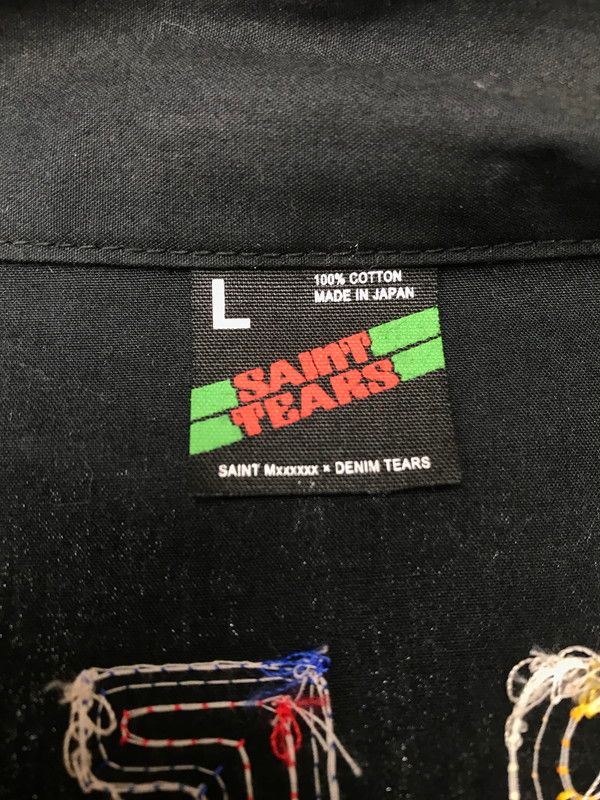 L
100% COTTON
MADE IN JAPAN
SAINT
TEARS
SAINT Mxxxxxx × DENIM TEARS